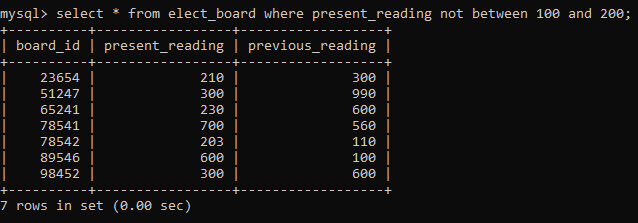 mysql> select * from elect_board where present_reading not between 100 and 200;
+----------+-----------------+------------------+
| board_id | present_reading | previous_reading |
+----------+-----------------+------------------+
|    23654 |             210 |              300 |
|    51247 |             300 |              990 |
|    65241 |             230 |              600 |
|    78541 |             700 |              560 |
|    78542 |             203 |              110 |
|    89546 |             600 |              100 |
|    98452 |             300 |              600 |
+----------+-----------------+------------------+
7 rows in set (0.00 sec)